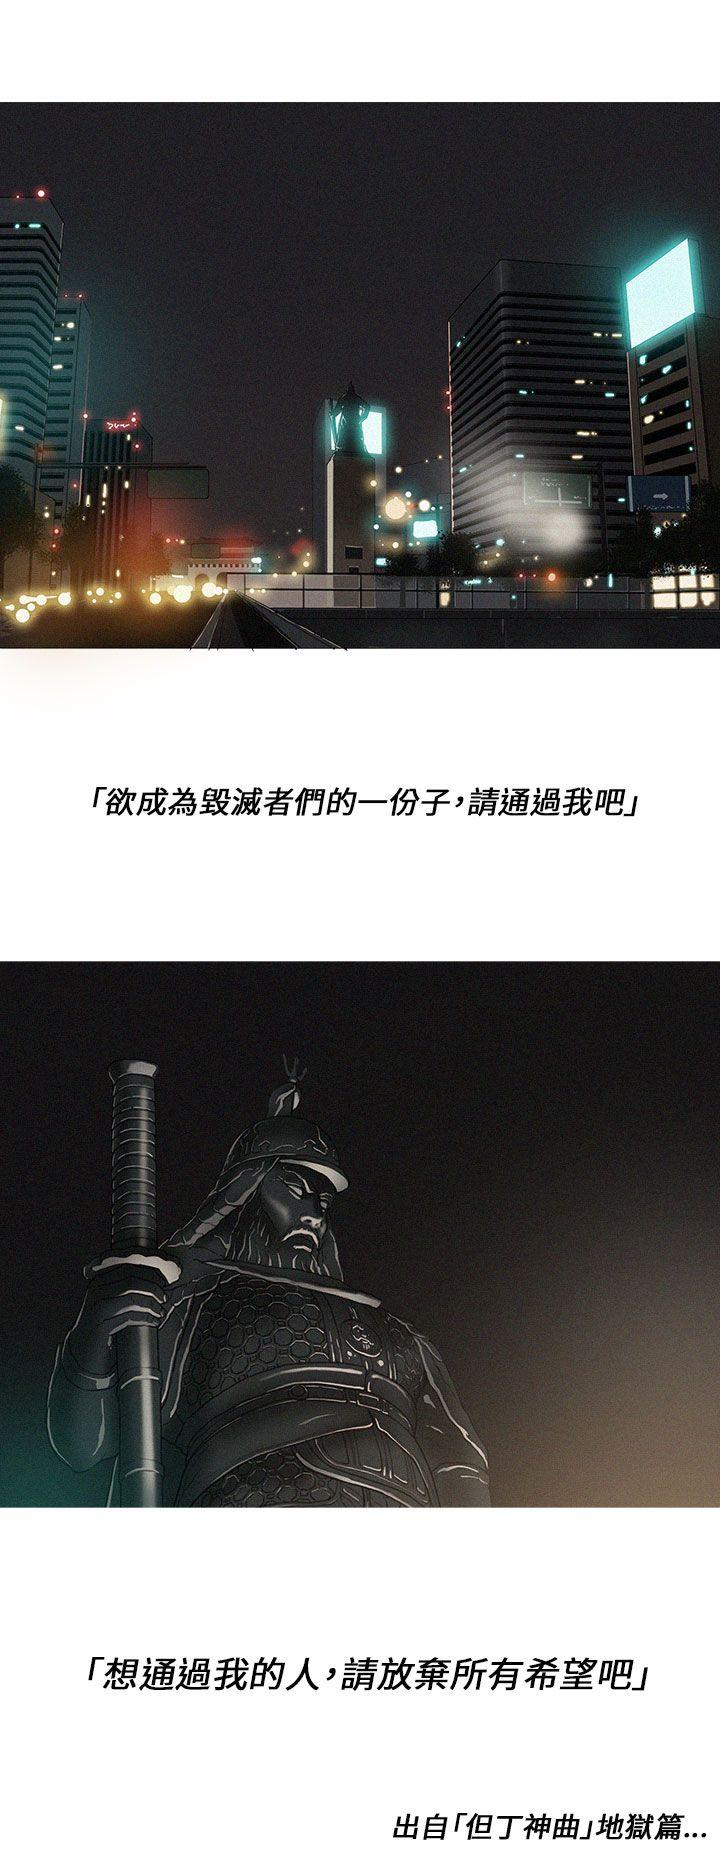 「欲成為毀滅者們的一份子，請通過我吧」
「想通過我的人，請放棄所有希望吧」
出自「但丁神曲」地獄篇...